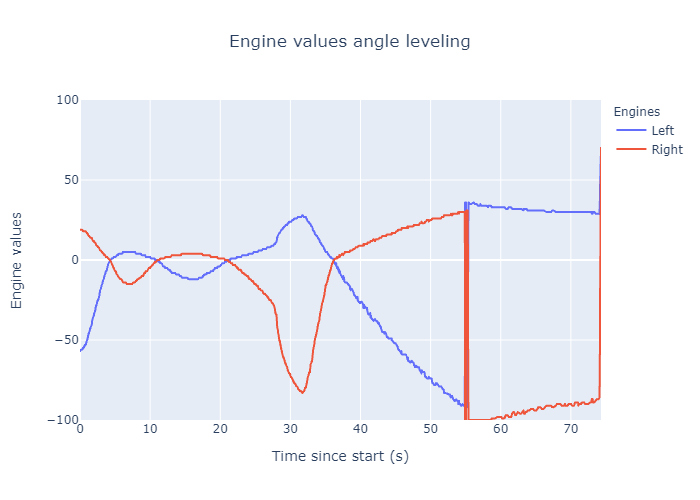 Engine values angle leveling
Engines
Left
Right
Engine values
100
50
0
−50
−100
0 10 20 30 40 50 60 70
Time since start (s)